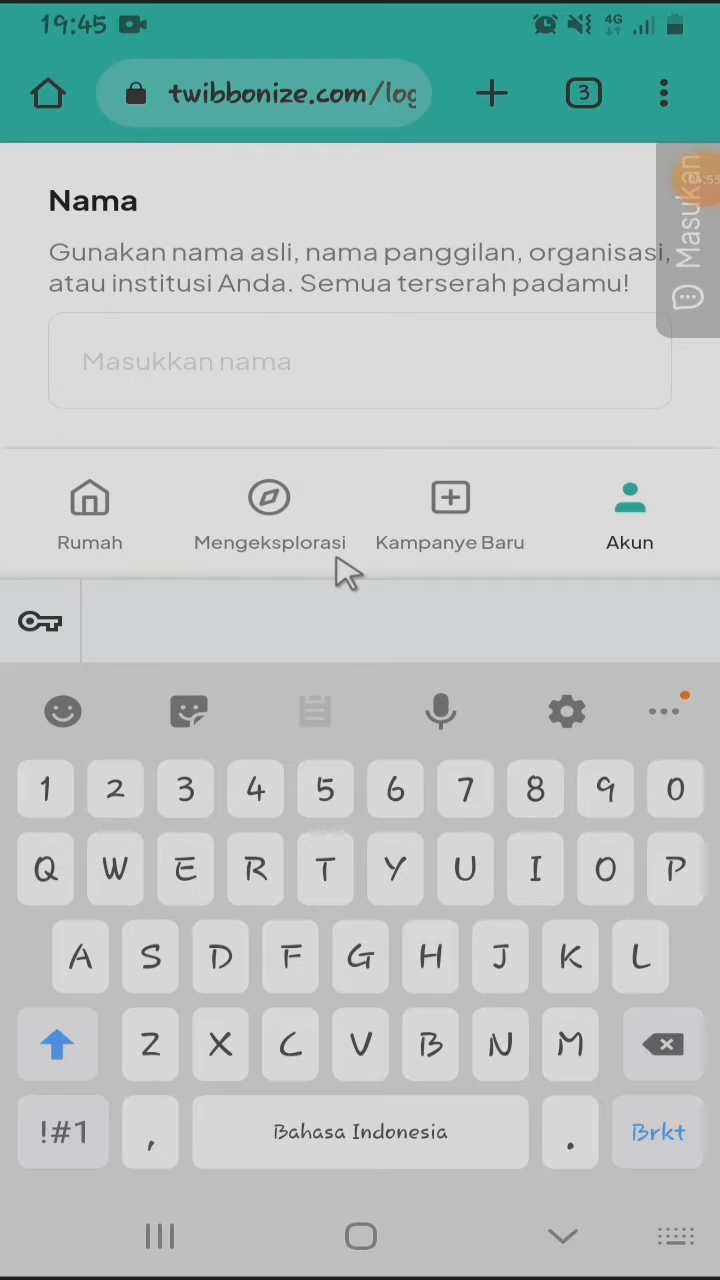 19:45
4G
twibbonize.com/log
3
Masukan
Nama
Gunakan nama asli, nama panggilan, organisasi,
atau institusi Anda. Semua terserah padamu!
Masukkan nama
Rumah Mengeksplorasi Kampanye Baru Akun
1 2 3 4 5 6 7 8 9 0
Q W E R T Y U I O P
A S D F G H J K L
Z X C V B N M
!#1 , Bahasa Indonesia . Brkt